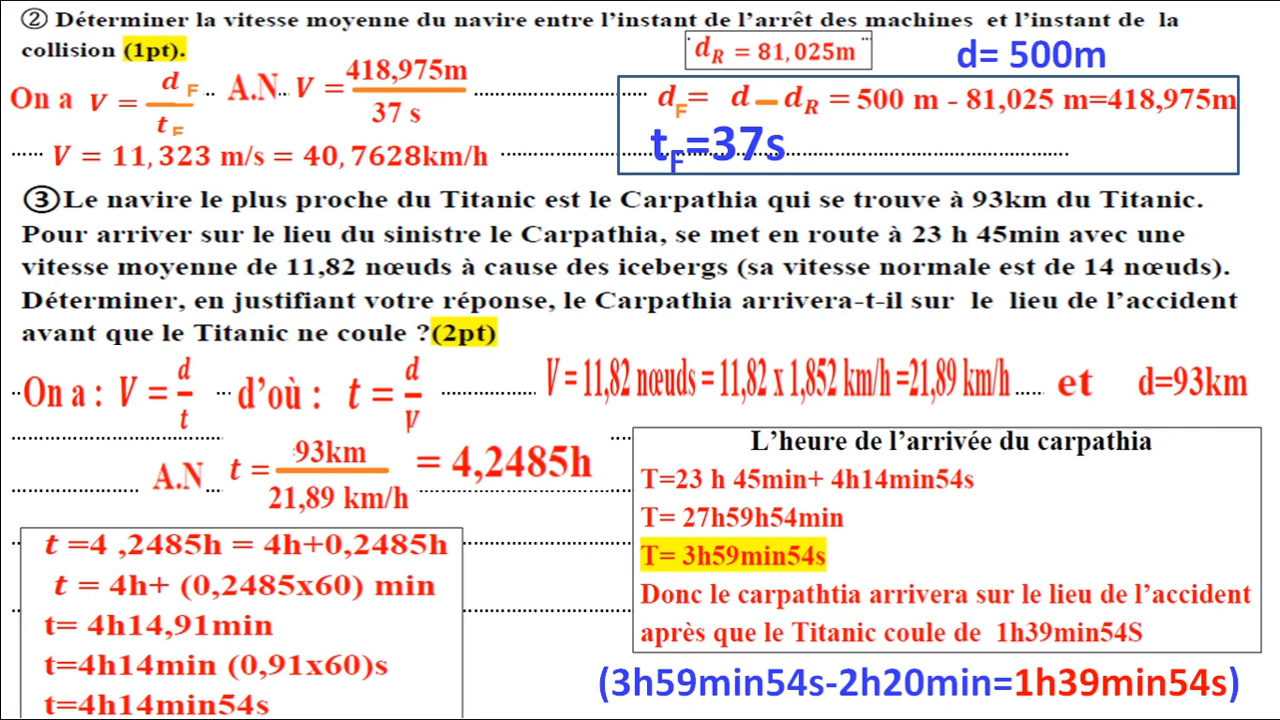 ② Déterminer la vitesse moyenne du navire entre l'instant de l'arrêt des machines et l'instant de la
collision (1pt).
d_R = 81,025m
d= 500m
On a V = d_F / t_F .. A.N... V = 418,975m / 37 s
d_F= d – d_R = 500 m - 81,025 m=418,975m
t_F=37s
V = 11,323 m/s = 40,7628km/h
③Le navire le plus proche du Titanic est le Carpathia qui se trouve à 93km du Titanic.
Pour arriver sur le lieu du sinistre le Carpathia, se met en route à 23 h 45min avec une
vitesse moyenne de 11,82 nœuds à cause des icebergs (sa vitesse normale est de 14 nœuds).
Déterminer, en justifiant votre réponse, le Carpathia arrivera-t-il sur le lieu de l'accident
avant que le Titanic ne coule ?(2pt)
On a : V = d/t d'où : t = d/V V = 11,82 nœuds = 11,82 x 1,852 km/h =21,89 km/h et d=93km
A.N t = 93km / 21,89 km/h = 4,2485h
t =4 ,2485h = 4h+0,2485h
t = 4h+ (0,2485x60) min
t= 4h14,91min
t=4h14min (0,91x60)s
t=4h14min54s
L'heure de l'arrivée du carpathia
T=23 h 45min+ 4h14min54s
T= 27h59h54min
T= 3h59min54s
Donc le carpathtia arrivera sur le lieu de l'accident
après que le Titanic coule de 1h39min54S
(3h59min54s-2h20min=1h39min54s)